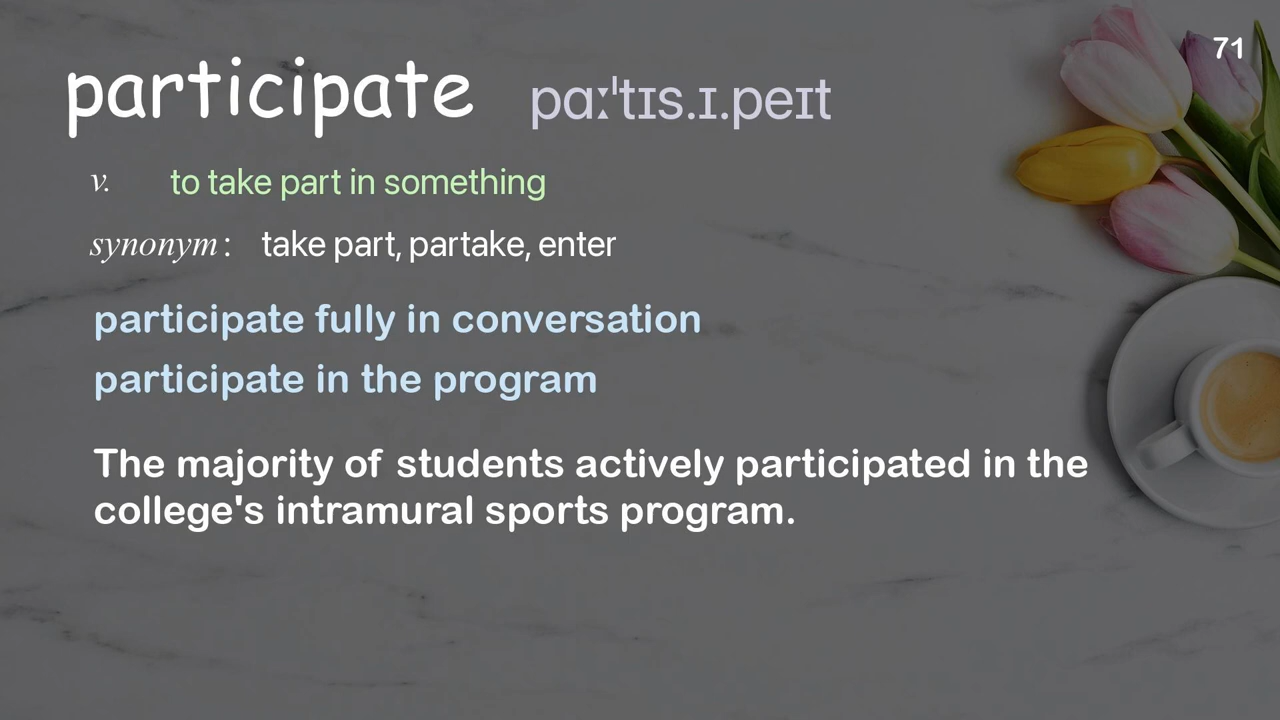 71
participate pɑːˈtɪs.ɪ.peɪt
v. to take part in something
synonym: take part, partake, enter
participate fully in conversation
participate in the program
The majority of students actively participated in the
college's intramural sports program.